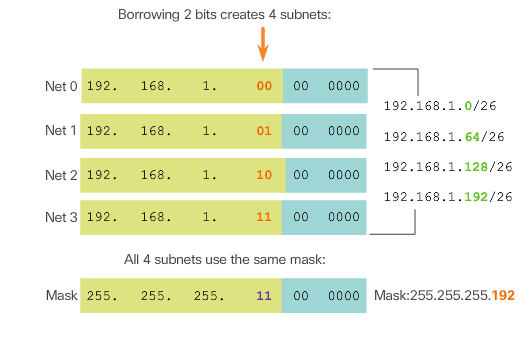 Borrowing 2 bits creates 4 subnets:
Net 0 192. 168. 1. 00 00 0000
192.168.1.0/26
Net 1 192. 168. 1. 01 00 0000
192.168.1.64/26
Net 2 192. 168. 1. 10 00 0000
192.168.1.128/26
Net 3 192. 168. 1. 11 00 0000
192.168.1.192/26
All 4 subnets use the same mask:
Mask 255. 255. 255. 11 00 0000 Mask:255.255.255.192